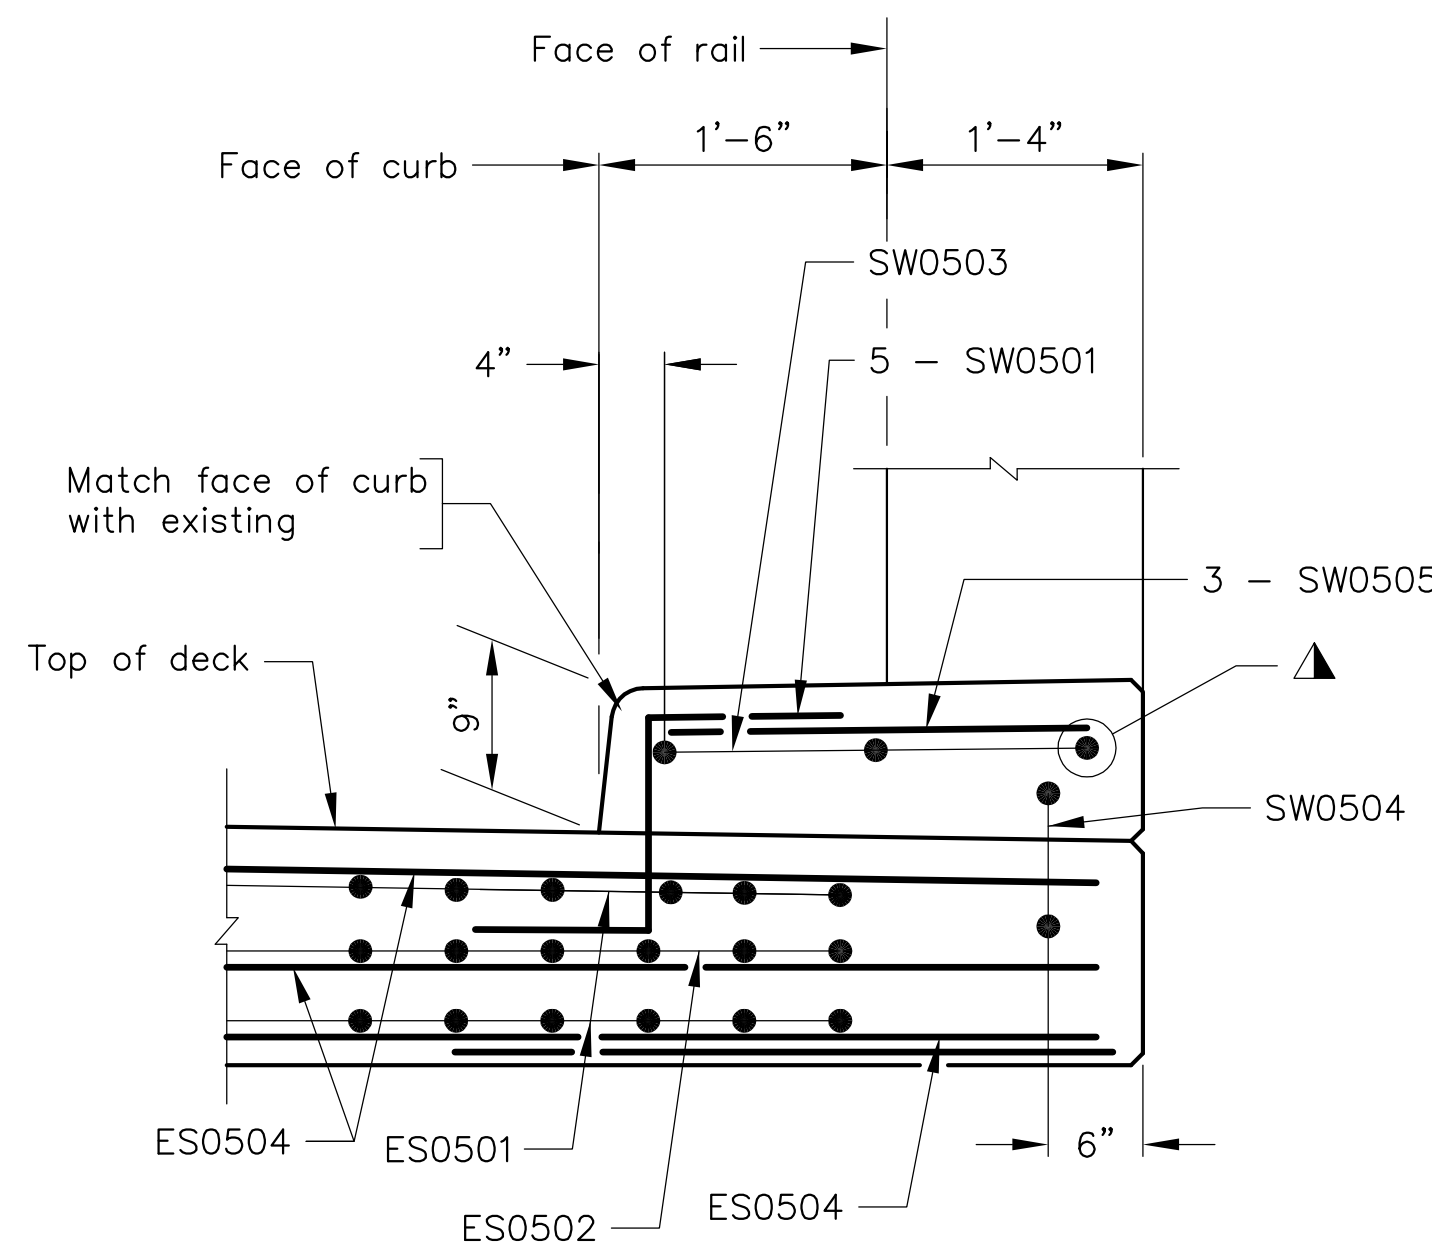 Face of rail
1’-6”
1’-4”
Face of curb
SW0503
4”
5 - SW0501
Match face of curb
with existing
3 - SW0505
Top of deck
9”
SW0504
ES0504
ES0501
6”
ES0504
ES0502